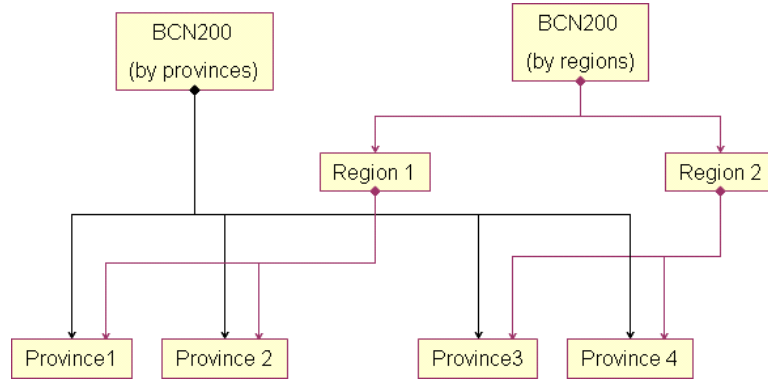 BCN200
(by provinces)
BCN200
(by regions)
Region 1
Region 2
Province1
Province 2
Province3
Province 4